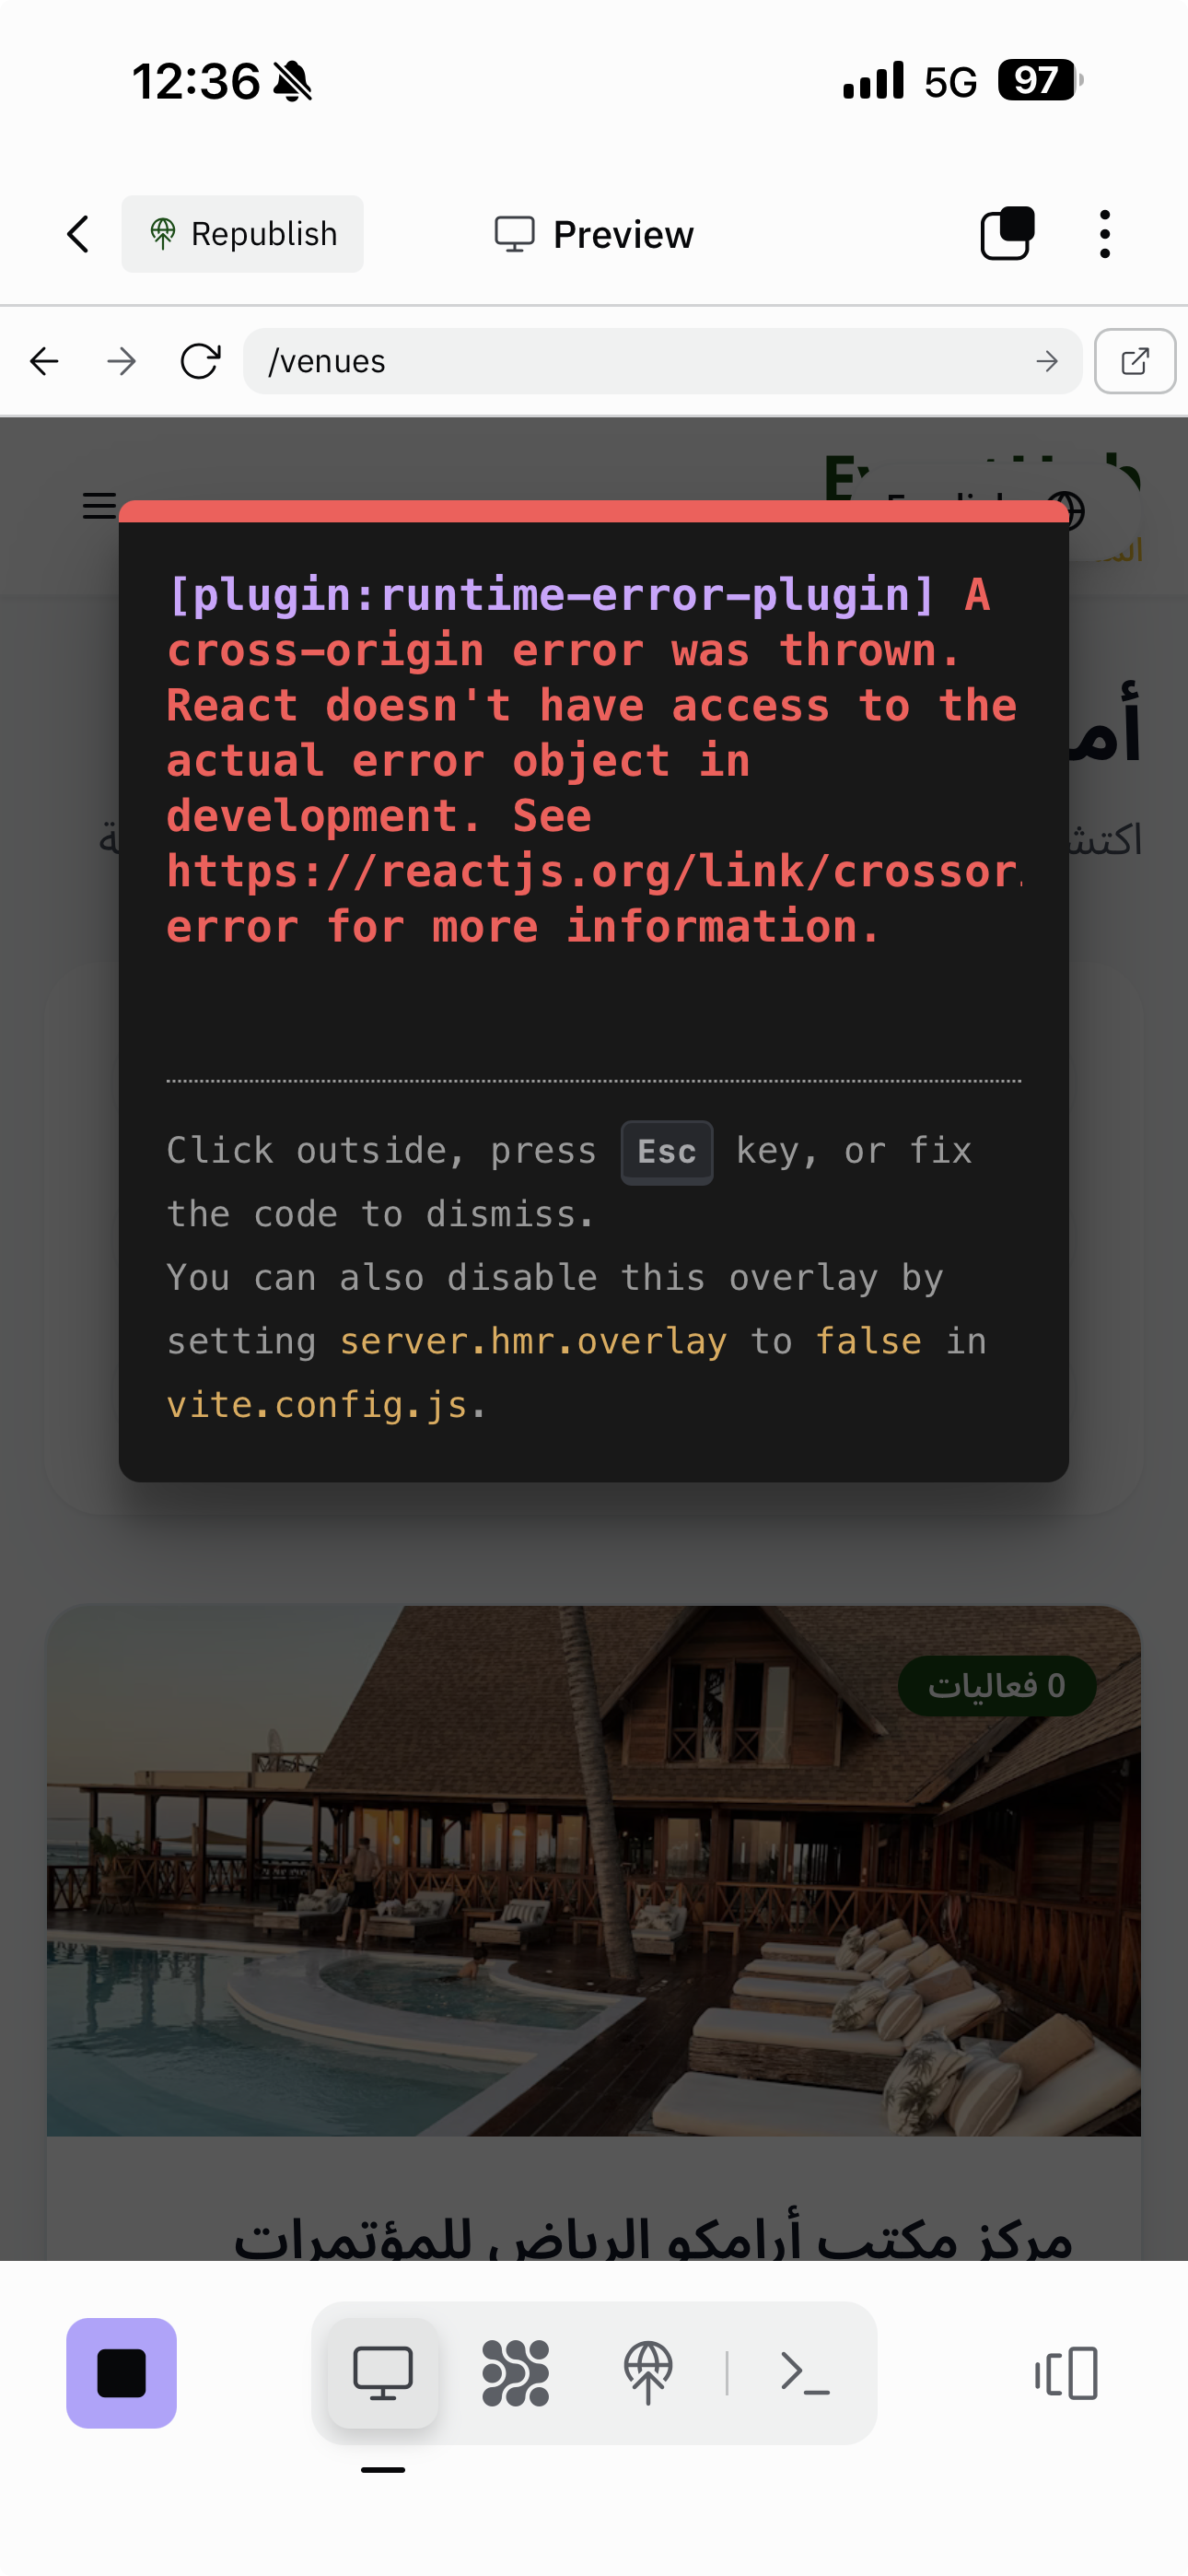 12:36
5G
97
Republish
Preview
/venues
[plugin:runtime-error-plugin] A
cross-origin error was thrown.
React doesn't have access to the
actual error object in
development. See
https://reactjs.org/link/crossor
error for more information.
Click outside, press Esc key, or fix
the code to dismiss.
You can also disable this overlay by
setting server.hmr.overlay to false in
vite.config.js.
0 فعاليات
مركز مكتب أرامكو الرياض للمؤتمرات